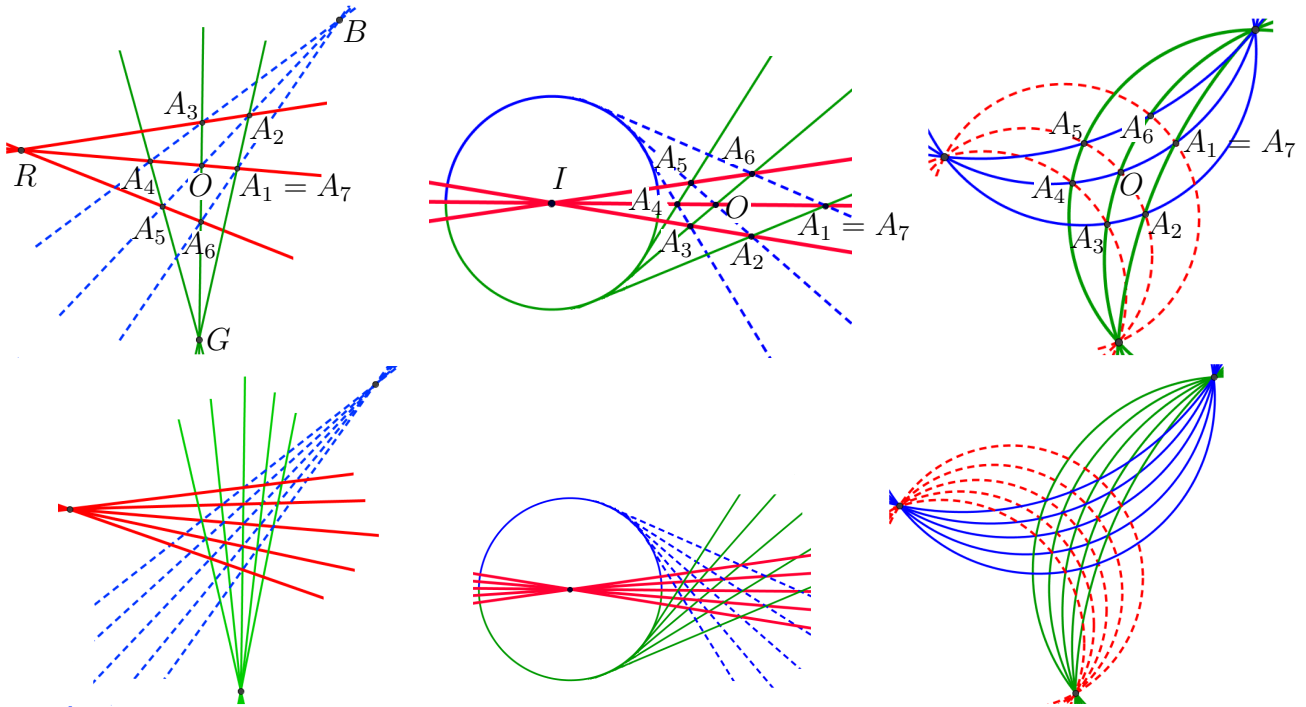 B
A₃
A₂
R
A₄
O
A₁ = A₇
A₅
A₆
G
A₅
A₆
I
A₄
O
A₁ = A₇
A₃
A₂
A₅
A₆
A₁ = A₇
A₄
O
A₃
A₂